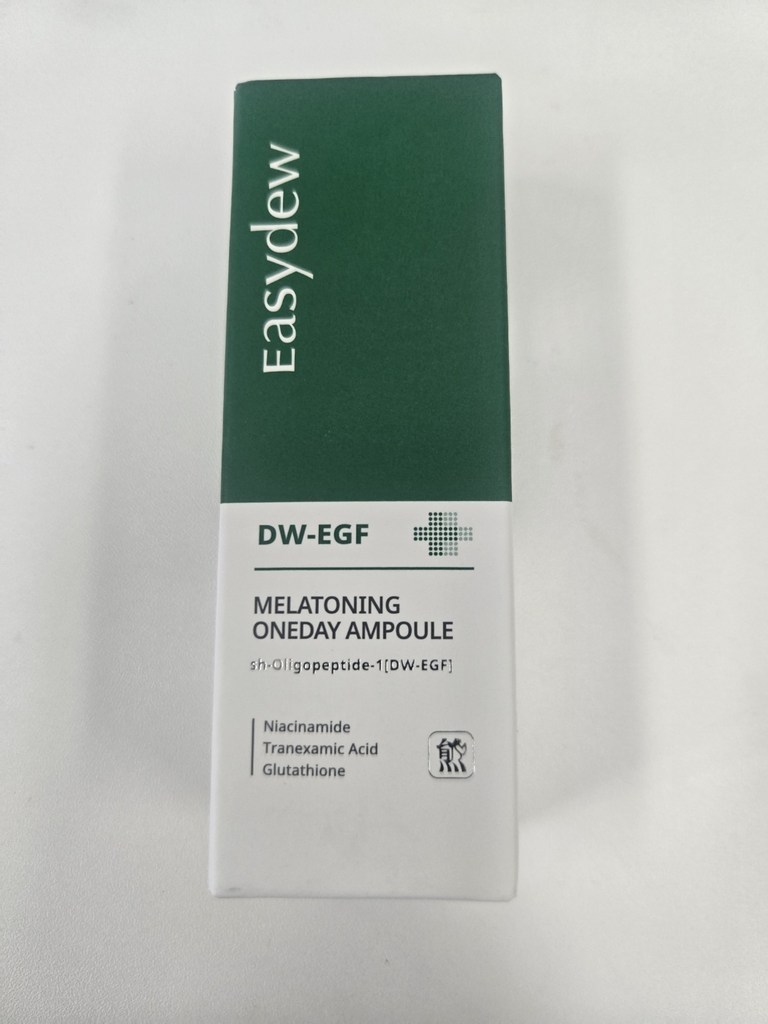 Easydew
DW-EGF
MELATONING
ONEDAY AMPOULE
sh-Oligopeptide-1[DW-EGF]
Niacinamide
Tranexamic Acid
Glutathione